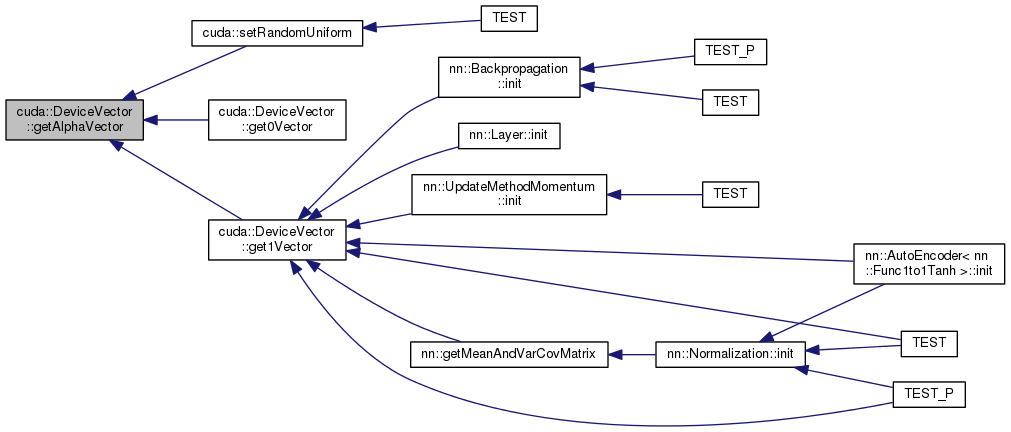 TEST
cuda::setRandomUniform
TEST_P
nn::Backpropagation
::init
TEST
cuda::DeviceVector
::getAlphaVector
cuda::DeviceVector
::get0Vector
nn::Layer::init
nn::UpdateMethodMomentum
::init
TEST
cuda::DeviceVector
::get1Vector
nn::AutoEncoder< nn
::Func1to1Tanh >::init
TEST
nn::getMeanAndVarCovMatrix
nn::Normalization::init
TEST_P